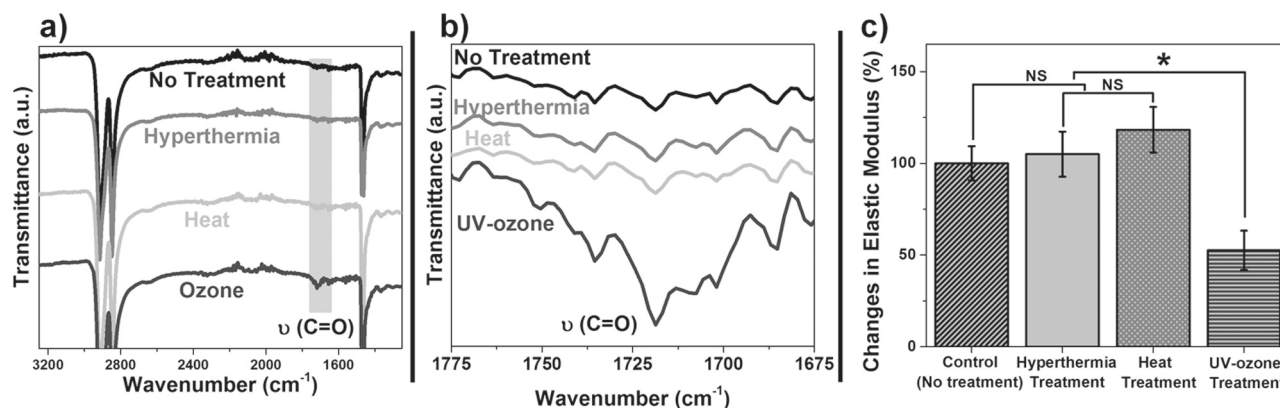 a)
Transmittance (a.u.)
No Treatment
Hyperthermia
Heat
Ozone
υ (C=O)
3200 2800 2400 2000 1600
Wavenumber (cm⁻¹)
b)
Transmittance (a.u.)
No Treatment
Hyperthermia
Heat
UV-ozone
υ (C=O)
1775 1750 1725 1700 1675
Wavenumber (cm⁻¹)
c)
Changes in Elastic Modulus (%)
150
100
50
0
NS
NS
*
Control
(No treatment)
Hyperthermia
Treatment
Heat
Treatment
UV-ozone
Treatment